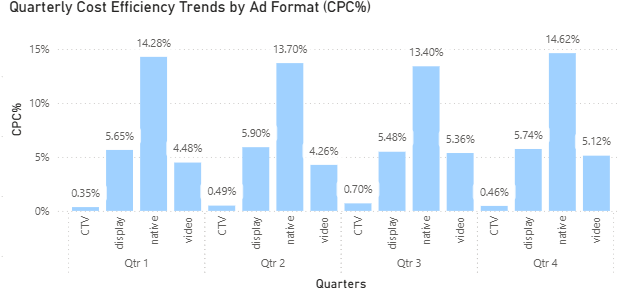 Quarterly Cost Efficiency Trends by Ad Format (CPC%)
CPC%
15%
10%
5%
0%
0.35%
5.65%
14.28%
4.48%
0.49%
5.90%
13.70%
4.26%
0.70%
5.48%
13.40%
5.36%
0.46%
5.74%
14.62%
5.12%
CTV
display
native
video
CTV
display
native
video
CTV
display
native
video
CTV
display
native
video
Qtr 1
Qtr 2
Qtr 3
Qtr 4
Quarters